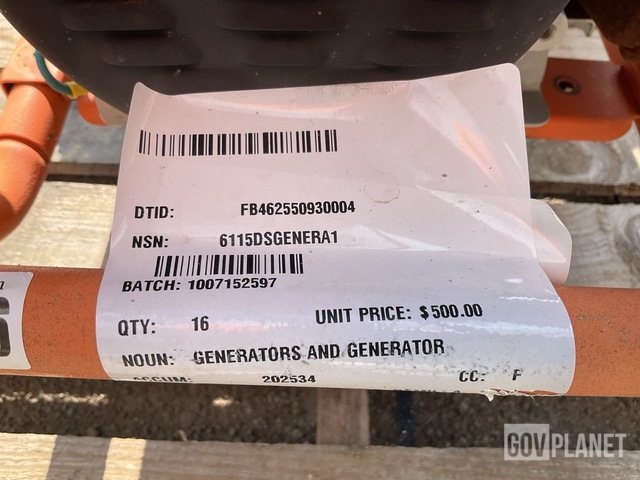 DTID: FB462550930004
NSN: 6115DSGENERA1
BATCH: 1007152597
QTY: 16 UNIT PRICE: $500.00
NOUN: GENERATORS AND GENERATOR
ACCUM: 202534 CC: F
GOVPLANET